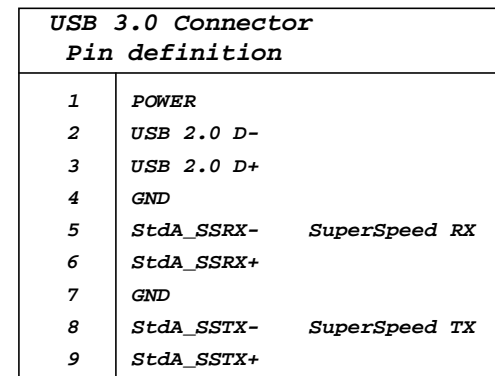 USB 3.0 Connector
Pin definition
1 POWER
2 USB 2.0 D-
3 USB 2.0 D+
4 GND
5 StdA_SSRX- SuperSpeed RX
6 StdA_SSRX+
7 GND
8 StdA_SSTX- SuperSpeed TX
9 StdA_SSTX+